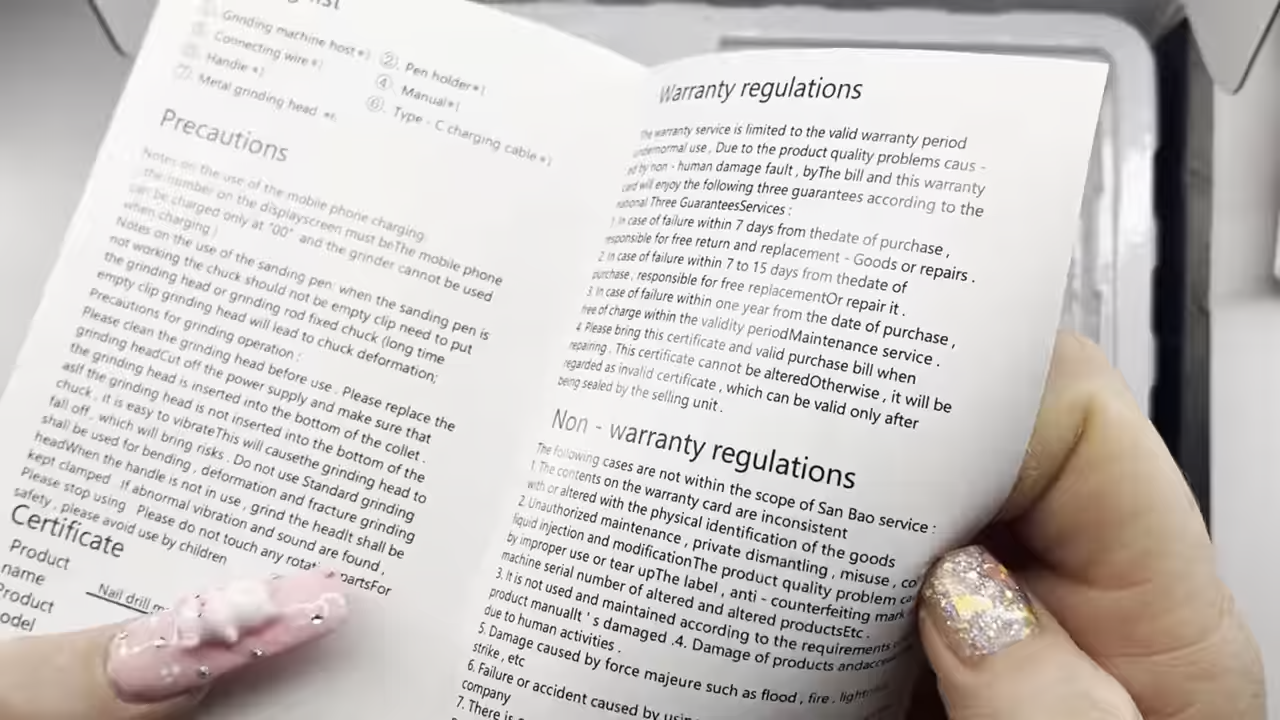 list
Grinding machine host*1
②. Pen holder*1
Connecting wire*1
④. Manual*1
Handle*1
⑥. Type - C charging cable*1
⑦. Metal grinding head *6
Precautions
Notes on the use of the mobile phone charging
the number on the displayscreen must beThe mobile phone
can be charged only at "00" and the grinder cannot be used
when charging !
Notes on the use of the sanding pen: when the sanding pen is
not working the chuck should not be empty clip need to put
the grinding head or grinding rod fixed chuck (long time
empty clip grinding head will lead to chuck deformation;
Precautions for grinding operation :
Please clean the grinding head before use . Please replace the
grinding headCut off the power supply and make sure that
the grinding head is inserted into the bottom of the collet .
asIf the grinding head is not inserted into the bottom of the
chuck , it is easy to vibrateThis will causethe grinding head to
fall off , which will bring risks . Do not use Standard grinding
shall be used for bending , deformation and fracture grinding
headWhen the handle is not in use , grind the headIt shall be
kept clamped . If abnormal vibration and sound are found ,
Please stop using . Please do not touch any partsFor
safety , please avoid use by children
Certificate
Product
name
Nail drill
Product
Warranty regulations
The warranty service is limited to the valid warranty period
undernormal use , Due to the product quality problems caus -
ed by non - human damage fault , byThe bill and this warranty
card will enjoy the following three guarantees according to the
national Three GuaranteesServices :
1. In case of failure within 7 days from thedate of purchase ,
responsible for free return and replacement - Goods or repairs .
2. In case of failure within 7 to 15 days from thedate of
purchase , responsible for free replacementOr repair it .
3. In case of failure within one year from the date of purchase ,
free of charge within the validity periodMaintenance service .
4. Please bring this certificate and valid purchase bill when
repairing . This certificate cannot be alteredOtherwise , it will be
regarded as invalid certificate , which can be valid only after
being sealed by the selling unit .
Non - warranty regulations
The following cases are not within the scope of San Bao service :
1. The contents on the warranty card are inconsistent
with or altered with the physical identification of the goods
2. Unauthorized maintenance , private dismantling , misuse ,
liquid injection and modificationThe product quality problem
by improper use or tear upThe label , anti - counterfeiting mark
machine serial number of altered and altered productsEtc .
3. It is not used and maintained according to the requirements
product manualIt ' s damaged .4. Damage of products
due to human activities .
5. Damage caused by force majeure such as flood , fire .
strike , etc
6. Failure or accident caused by
company
7. There is